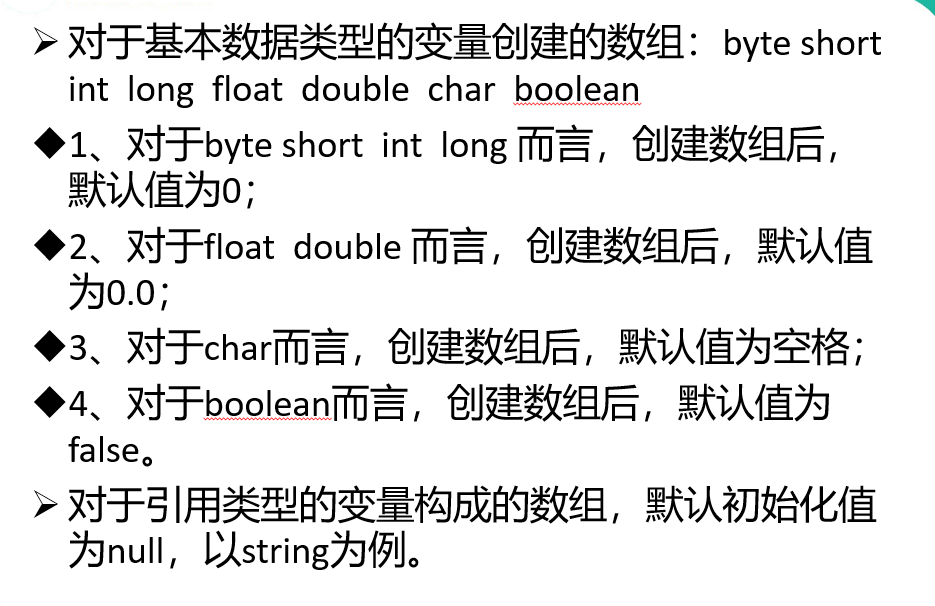 ➢ 对于基本数据类型的变量创建的数组：byte short
int long float double char boolean
◆1、对于byte short int long 而言，创建数组后，
默认值为0；
◆2、对于float double 而言，创建数组后，默认值
为0.0；
◆3、对于char而言，创建数组后，默认值为空格；
◆4、对于boolean而言，创建数组后，默认值为
false。
➢ 对于引用类型的变量构成的数组，默认初始化值
为null，以string为例。